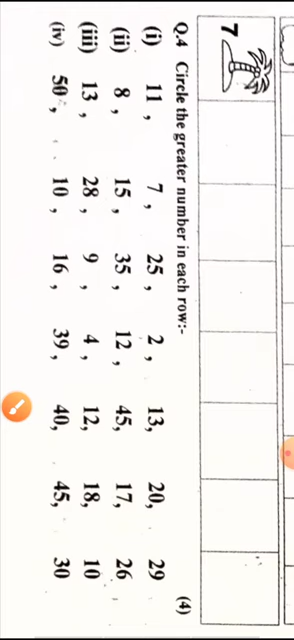 7
Q.4 Circle the greater number in each row:- (4)
(i) 11 , 7 , 25 , 2 , 13, 20, 29
(ii) 8 , 15 , 35 , 12 , 45, 17, 26
(iii) 13 , 28 , 9 , 4 , 12, 18, 10
(iv) 50 , 10 , 16 , 39 , 40, 45, 30